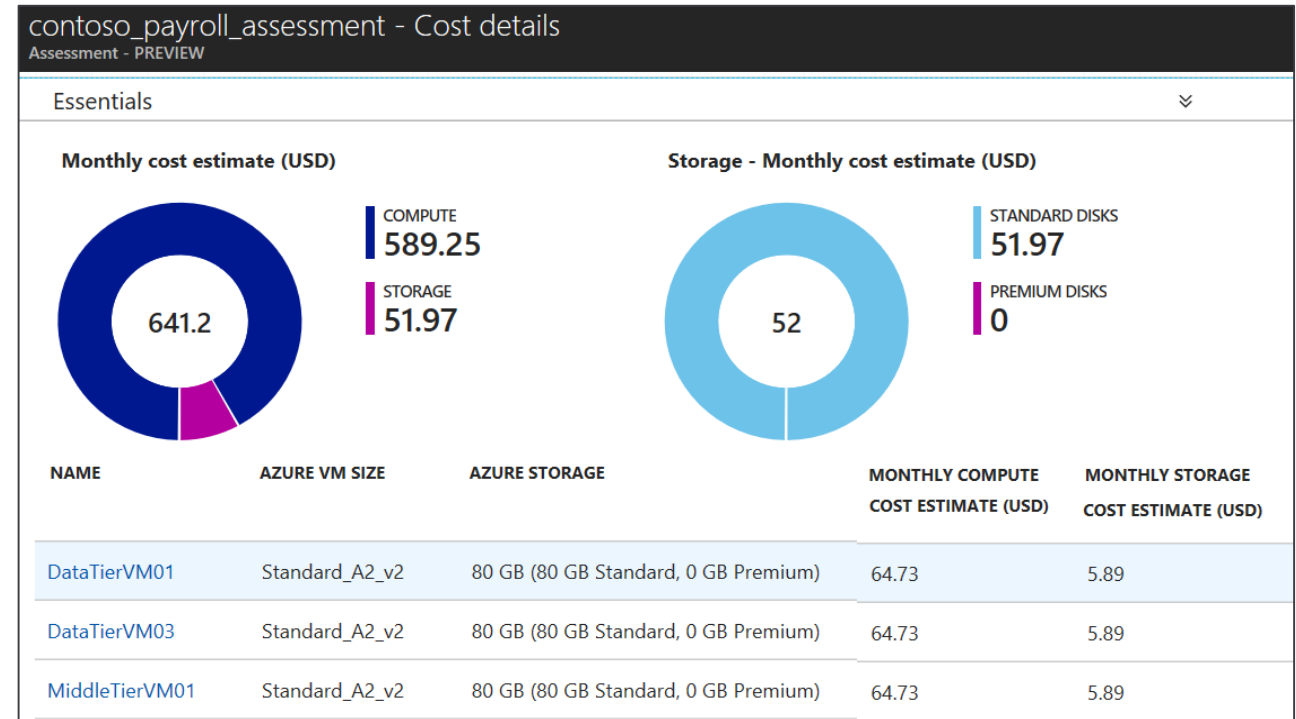 contoso_payroll_assessment - Cost details
Assessment - PREVIEW
Essentials
Monthly cost estimate (USD)
641.2
COMPUTE
589.25
STORAGE
51.97
Storage - Monthly cost estimate (USD)
52
STANDARD DISKS
51.97
PREMIUM DISKS
0
NAME AZURE VM SIZE AZURE STORAGE MONTHLY COMPUTE COST ESTIMATE (USD) MONTHLY STORAGE COST ESTIMATE (USD)
DataTierVM01 Standard_A2_v2 80 GB (80 GB Standard, 0 GB Premium) 64.73 5.89
DataTierVM03 Standard_A2_v2 80 GB (80 GB Standard, 0 GB Premium) 64.73 5.89
MiddleTierVM01 Standard_A2_v2 80 GB (80 GB Standard, 0 GB Premium) 64.73 5.89